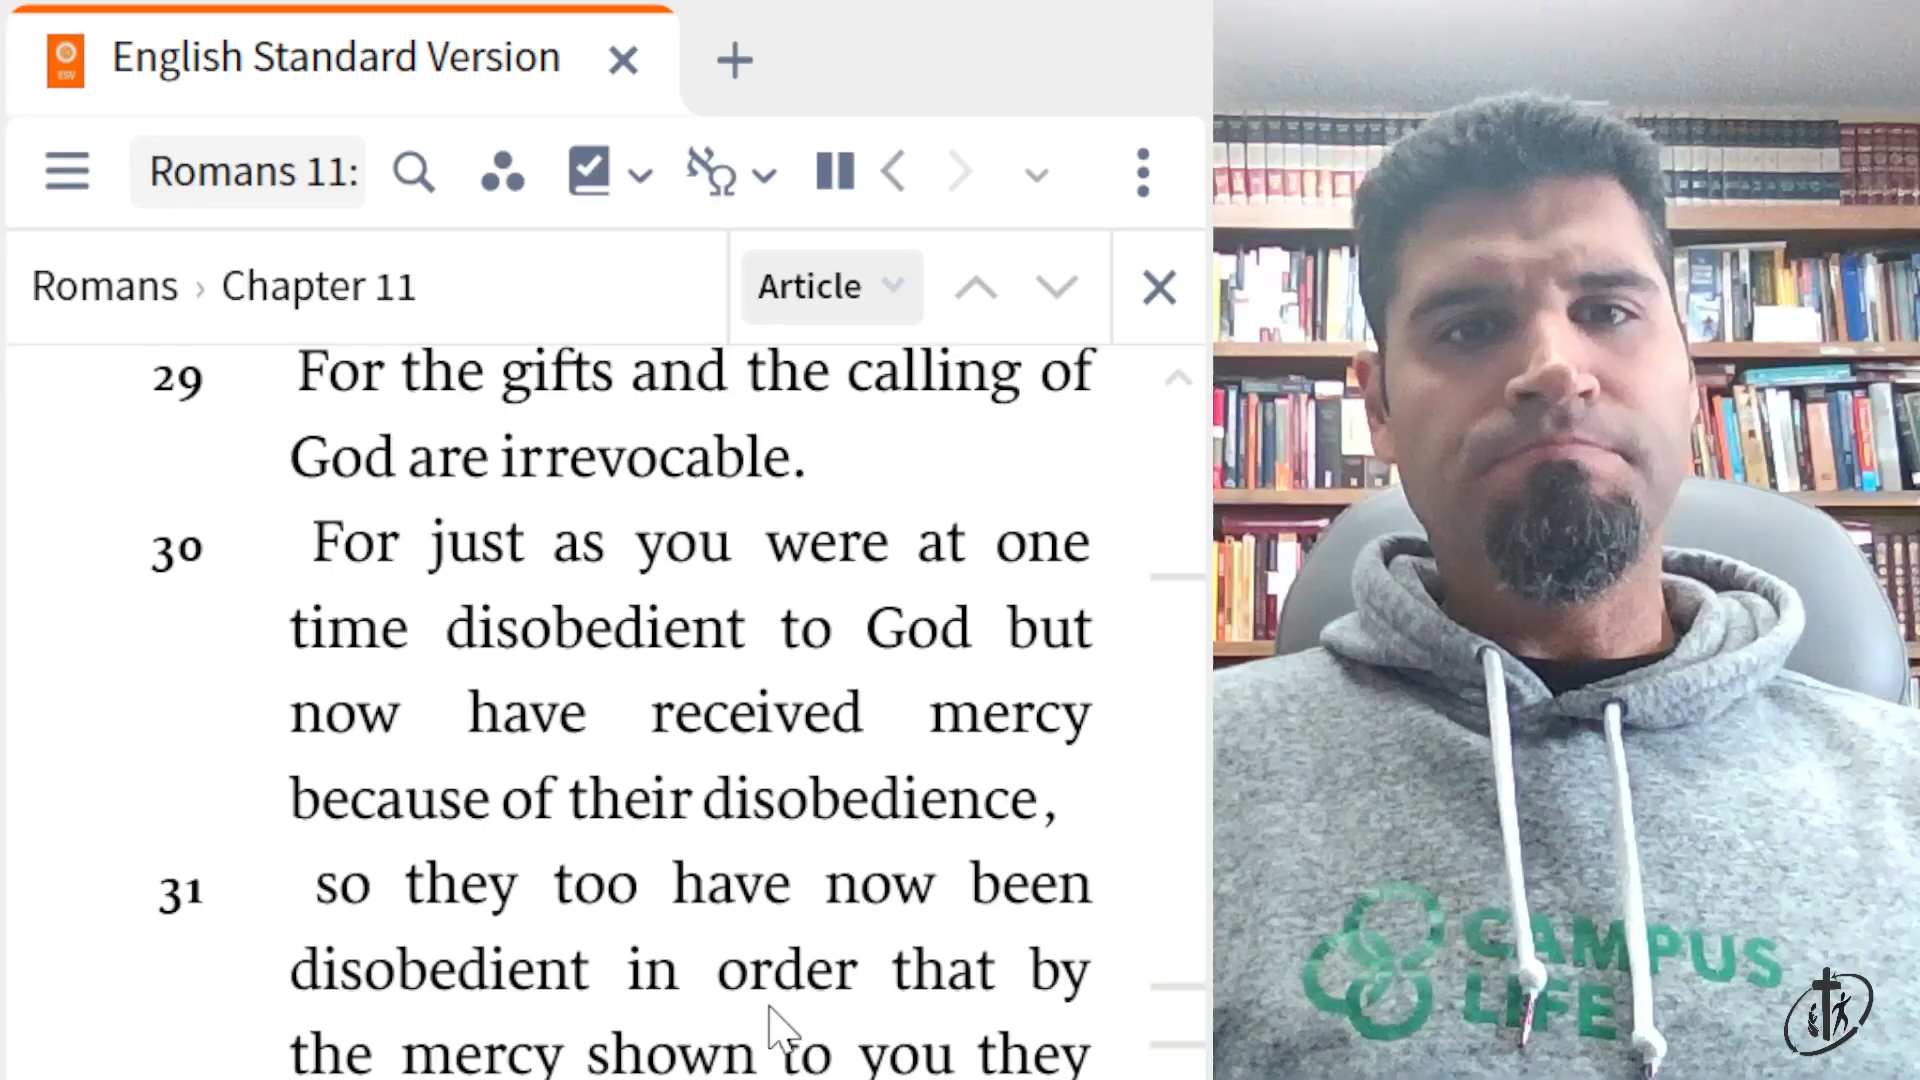 English Standard Version
ESV
Romans 11:
Romans › Chapter 11
Article
29 For the gifts and the calling of
God are irrevocable.
30 For just as you were at one
time disobedient to God but
now have received mercy
because of their disobedience,
31 so they too have now been
disobedient in order that by
the mercy shown to you they
CAMPUS
LIFE